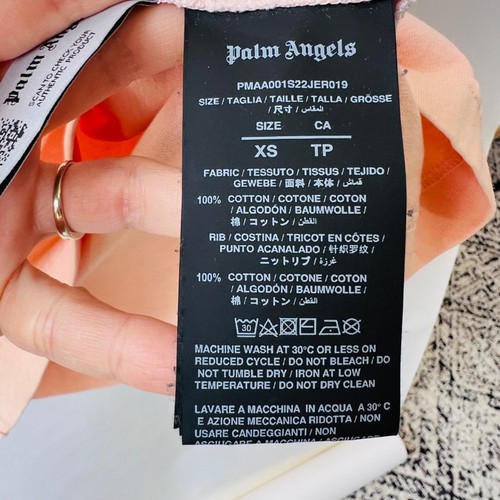 Palm Angels
PMAA001S22JER019
SIZE / TAGLIA / TAILLE / TALLA / GRÖSSE
/ 尺寸 / المقاس /
SIZE CA
XS TP
FABRIC / TESSUTO / TISSUS / TEJIDO /
GEWEBE / 面料 / 本体 / قماش /
100% COTTON / COTONE / COTON
/ ALGODÓN / BAUMWOLLE /
棉 / コットン / القطن /
RIB / COSTINA / TRICOT EN CÔTES /
PUNTO ACANALADO / 针织罗纹 /
ニットリブ / غرزة /
100% COTTON / COTONE / COTON
/ ALGODÓN / BAUMWOLLE /
棉 / コットン / القطن /
30
MACHINE WASH AT 30°C OR LESS ON
REDUCED CYCLE / DO NOT BLEACH / DO
NOT TUMBLE DRY / IRON AT LOW
TEMPERATURE / DO NOT DRY CLEAN
LAVARE A MACCHINA IN ACQUA A 30° C
E AZIONE MECCANICA RIDOTTA / NON
USARE CANDEGGIANTI / NON
ASCIUGARE A MACCHINA / ASCIUGARE
Palm
SCAN TO CHECK YOUR
AUTHENTIC PRODUCT